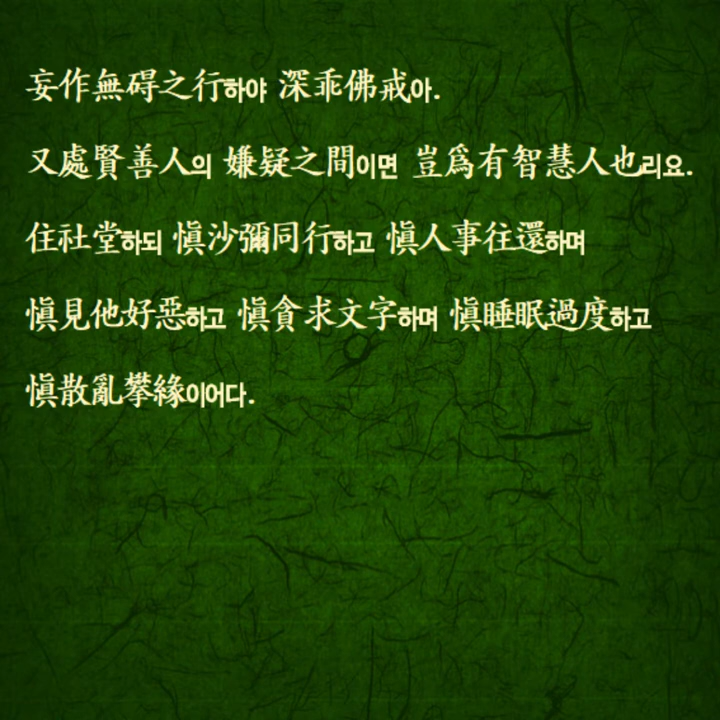 妄作無碍之行하야 深乖佛戒아.
又處賢善人의 嫌疑之間이면 豈爲有智慧人也리요.
住社堂하되 愼沙彌同行하고 愼人事往還하며
愼見他好惡하고 愼貪求文字하며 愼睡眠過度하고
愼散亂攀緣이어다.